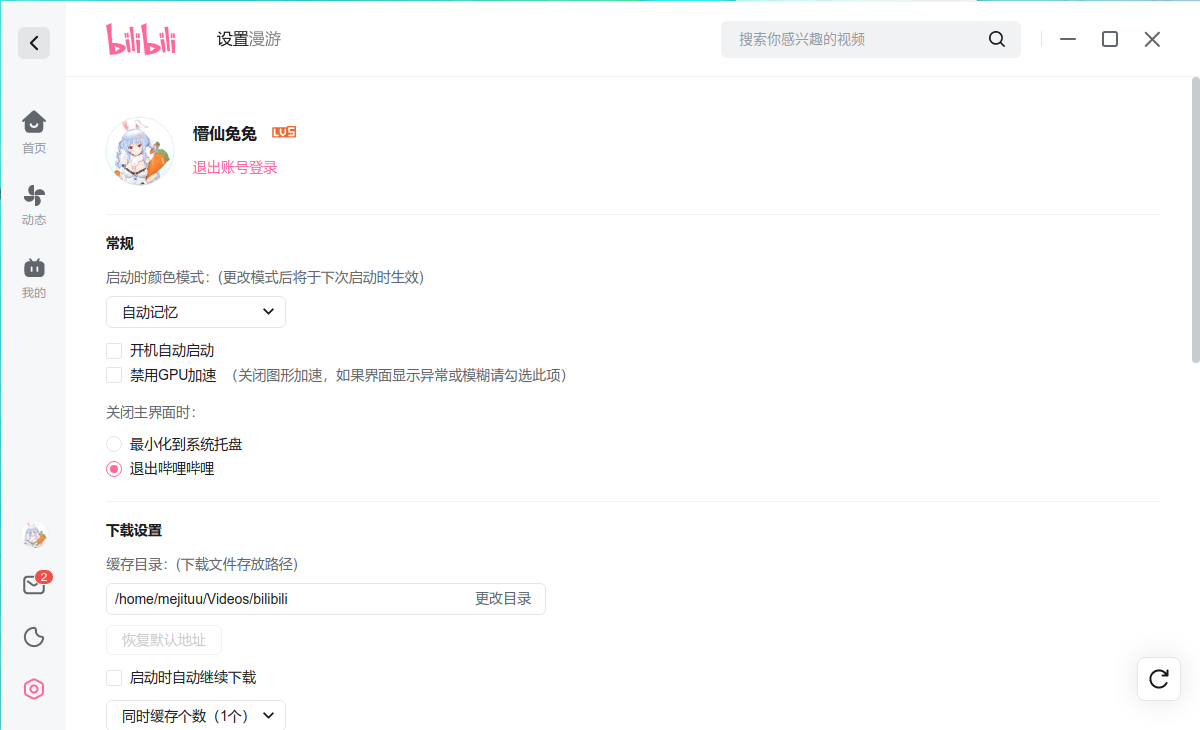 bilibili
设置漫游
搜索你感兴趣的视频
首页
动态
我的
2
懵仙兔兔 LV5
退出账号登录
常规
启动时颜色模式：(更改模式后将于下次启动时生效)
自动记忆
开机自动启动
禁用GPU加速 （关闭图形加速，如果界面显示异常或模糊请勾选此项）
关闭主界面时：
最小化到系统托盘
退出哔哩哔哩
下载设置
缓存目录：(下载文件存放路径)
/home/mejituu/Videos/bilibili 更改目录
恢复默认地址
启动时自动继续下载
同时缓存个数（1个）